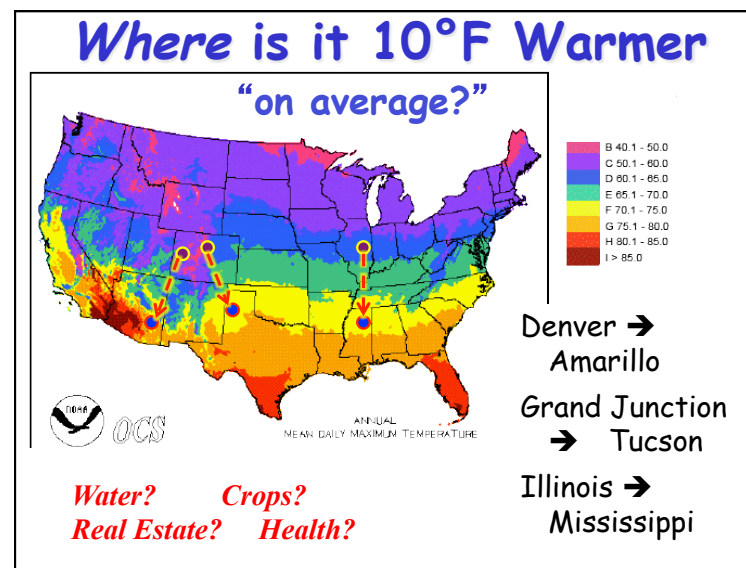 Where is it 10°F Warmer
“on average?”
B 40.1 - 50.0
C 50.1 - 60.0
D 60.1 - 65.0
E 65.1 - 70.0
F 70.1 - 75.0
G 75.1 - 80.0
H 80.1 - 85.0
I > 85.0
NOAA
OCS
ANNUAL
MEAN DAILY MAXIMUM TEMPERATURE
Denver ➔
Amarillo
Grand Junction
➔ Tucson
Illinois ➔
Mississippi
Water? Crops?
Real Estate? Health?